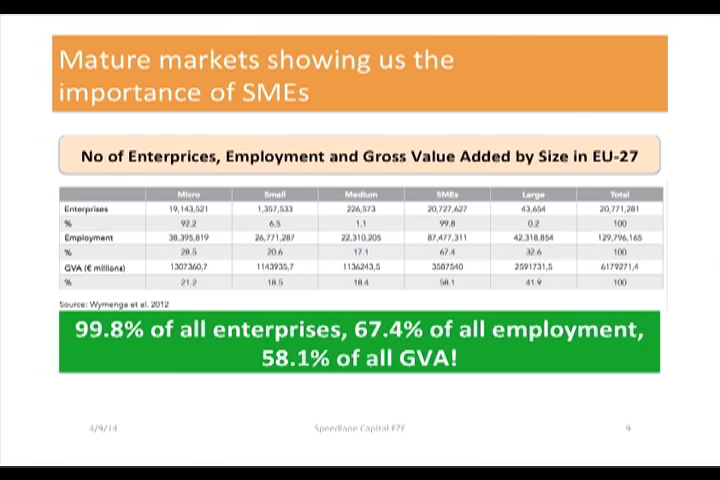 Mature markets showing us the
importance of SMEs
No of Enterprices, Employment and Gross Value Added by Size in EU-27
Micro Small Medium SMEs Large Total
Enterprises 19,143,521 1,357,533 226,573 20,727,627 43,654 20,771,281
% 92.2 6.5 1.1 99.8 0.2 100
Employment 38,395,819 26,771,287 22,310,205 87,477,311 42,318,854 129,796,165
% 28.5 20.6 17.1 67.4 32.6 100
GVA (€ millions) 1307360,7 1143935,7 1136243,5 3587540 2591731,5 6179271,4
% 21.2 18.5 18.4 58.1 41.9 100
Source: Wymenga et al. 2012
99.8% of all enterprises, 67.4% of all employment,
58.1% of all GVA!
4/9/14 Speedlane Capital FZE 9